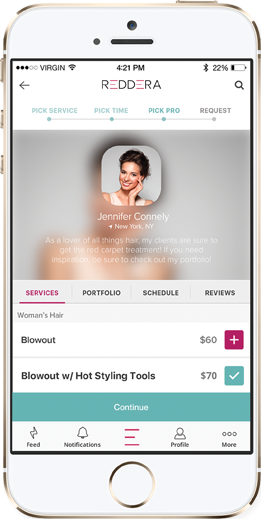 VIRGIN 4:21 PM 22%
REDDERA
PICK SERVICE PICK TIME PICK PRO REQUEST
Jennifer Connely
New York, NY
As a lover of all things hair, my clients are sure to
get the red carpet treatment! If you need
inspiration, be sure to check out my portfolio!
SERVICES PORTFOLIO SCHEDULE REVIEWS
Woman's Hair
Blowout $60
Blowout w/ Hot Styling Tools $70
Continue
Feed Notifications Profile More